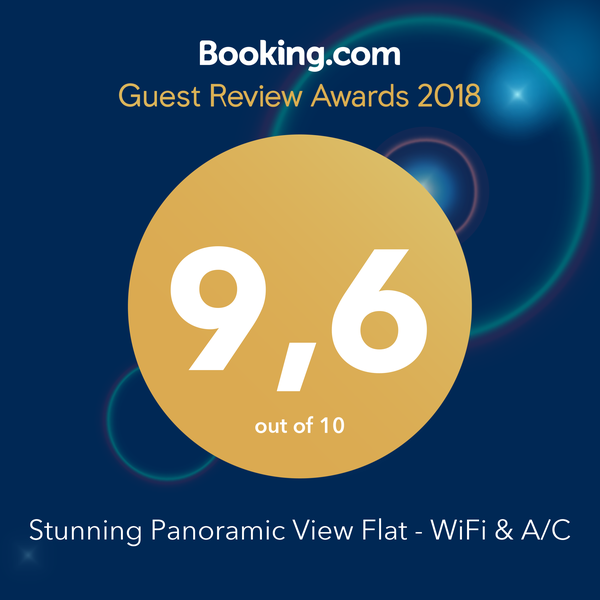 Booking.com
Guest Review Awards 2018
9,6
out of 10
Stunning Panoramic View Flat - WiFi & A/C